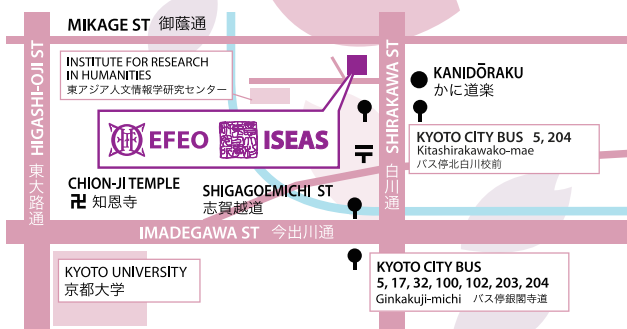 MIKAGE ST 御蔭通
HIGASHI-OJI ST 東大路通
INSTITUTE FOR RESEARCH
IN HUMANITIES
東アジア人文情報学研究センター
SHIRAKAWA ST 白川通
KANIDŌRAKU
かに道楽
EFEO ISEAS
KYOTO CITY BUS 5, 204
Kitashirakawako-mae
バス停北白川校前
〒
CHION-JI TEMPLE
卍 知恩寺
SHIGAGOEMICHI ST
志賀越道
IMADEGAWA ST 今出川通
KYOTO UNIVERSITY
京都大学
KYOTO CITY BUS
5, 17, 32, 100, 102, 203, 204
Ginkakuji-michi バス停銀閣寺道